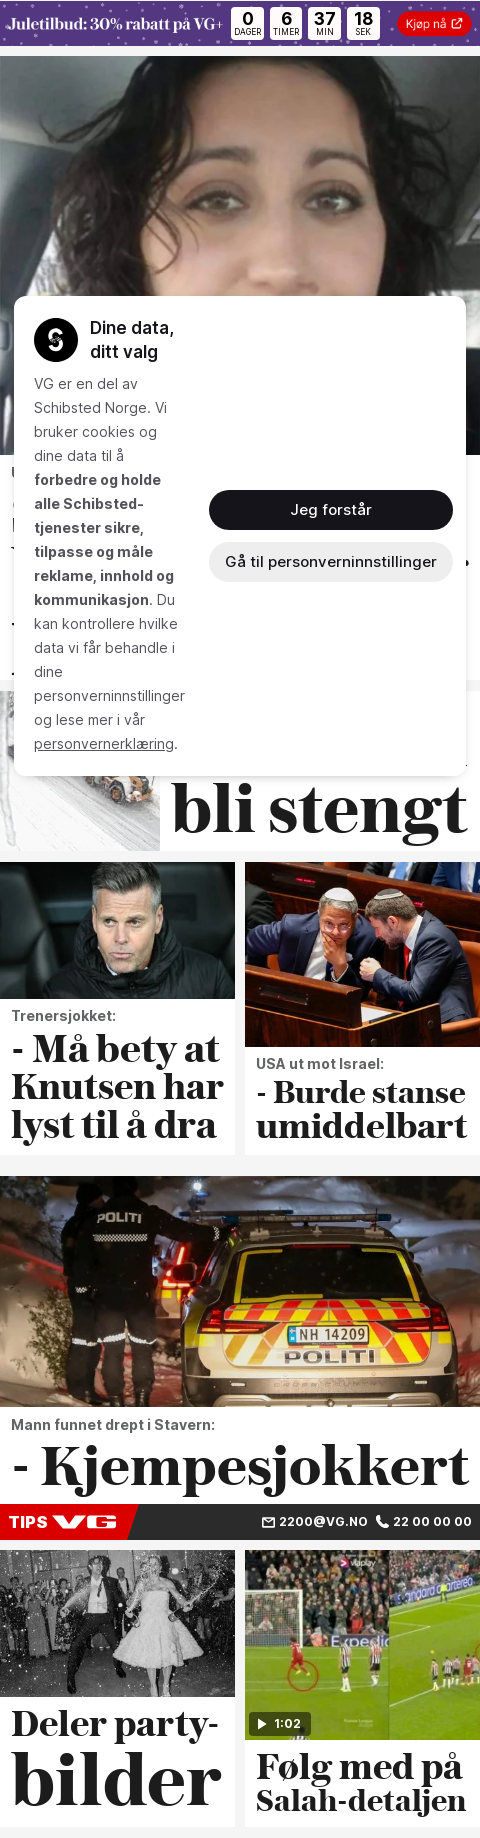 Juletilbud: 30% rabatt på VG+
0 6 37 18
DAGER TIMER MIN SEK
Kjøp nå
Dine data,
ditt valg
VG er en del av
Schibsted Norge. Vi
bruker cookies og
dine data til å
forbedre og holde
alle Schibsted-
tjenester sikre,
tilpasse og måle
reklame, innhold og
kommunikasjon. Du
kan kontrollere hvilke
data vi får behandle i
dine
personverninnstillinger
og lese mer i vår
personvernerklæring.
Jeg forstår
Gå til personverninnstillinger
bli stengt
Trenersjokket:
- Må bety at
Knutsen har
lyst til å dra
USA ut mot Israel:
- Burde stanse
umiddelbart
POLITI
NH 14209
POLITI
Mann funnet drept i Stavern:
- Kjempesjokkert
TIPS VG
2200@VG.NO 22 00 00 00
Deler party-
bilder
viaplay
Expedia
1:02
Følg med på
Salah-detaljen